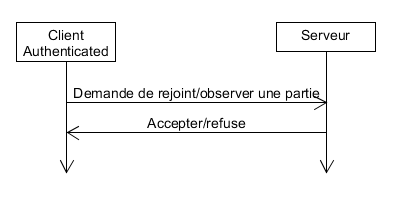 Client
Authenticated
Serveur
Demande de rejoint/observer une partie
Accepter/refuse